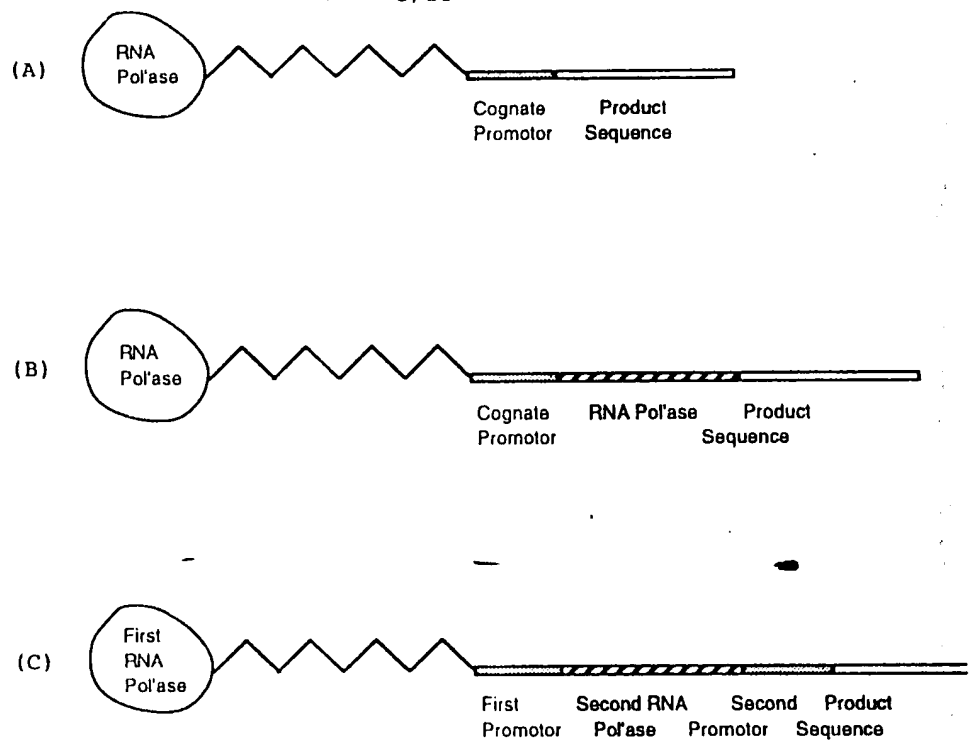 (A)
RNA
Pol'ase
Cognate Product
Promotor Sequence
(B)
RNA
Pol'ase
Cognate RNA Pol'ase Product
Promotor Sequence
(C)
First
RNA
Pol'ase
First Second RNA Second Product
Promotor Pol'ase Promotor Sequence